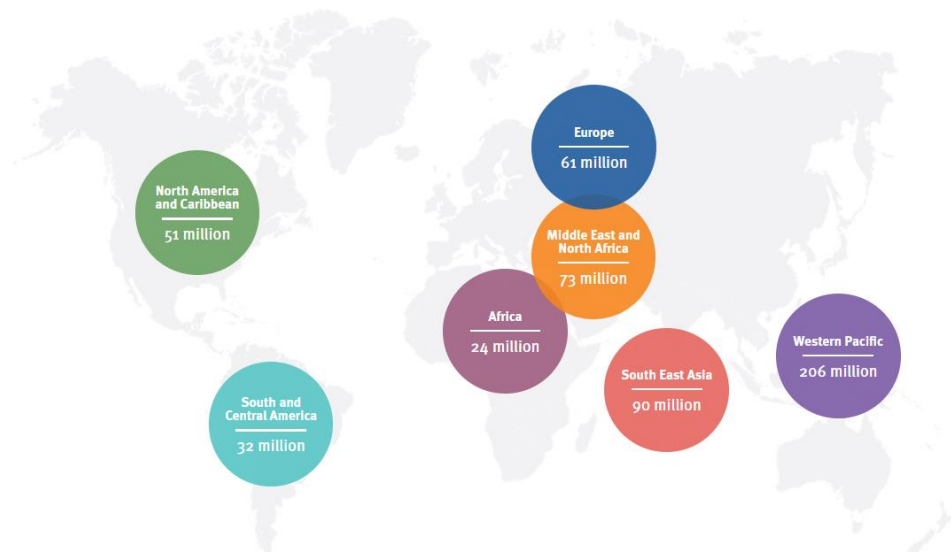 Europe
61 million
North America
and Caribbean
51 million
Middle East and
North Africa
73 million
Africa
24 million
Western Pacific
206 million
South East Asia
90 million
South and
Central America
32 million